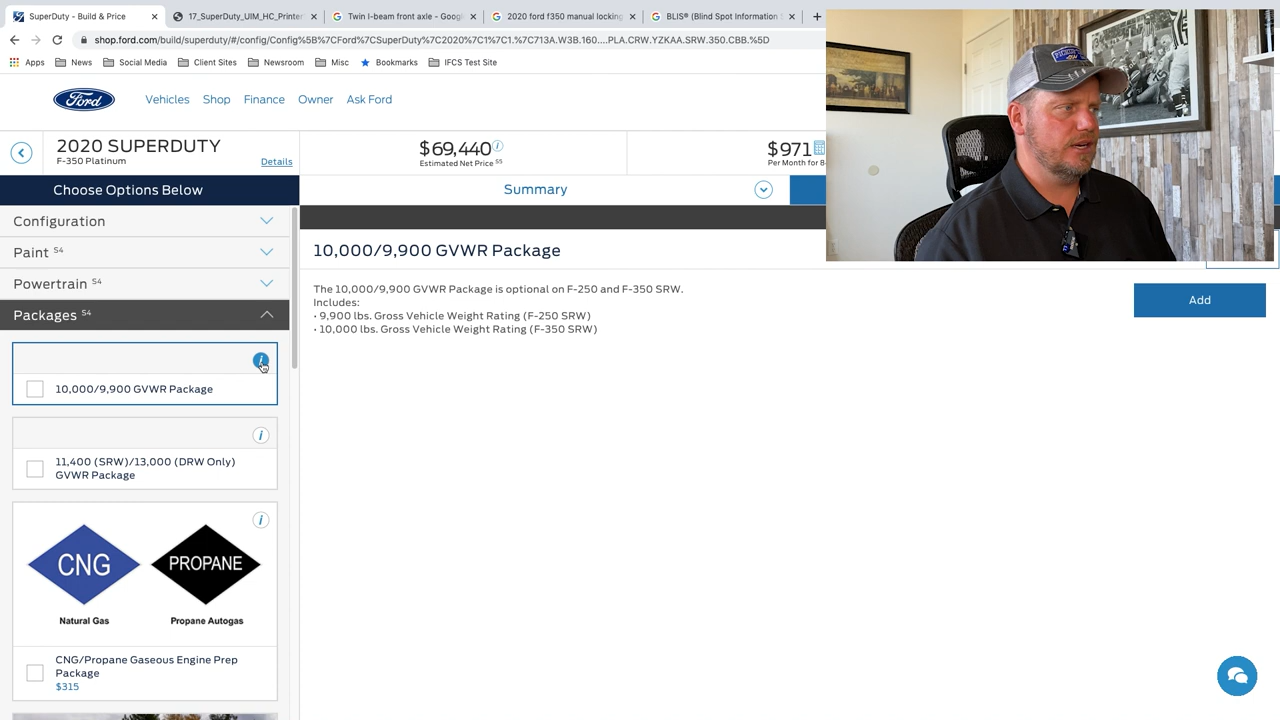 SuperDuty - Build & Price
17_SuperDuty_UIM_HC_Printer
Twin I-beam front axle - Goog
2020 ford f350 manual locking
BLIS® (Blind Spot Information
shop.ford.com/build/superduty/#/config/Config%5B%7CFord%7CSuperDuty%7C2020%7C1%7C1.%7C713A.W3B.160....PLA.CRW.YZKAA.SRW.350.CBB.%5D
Apps
News
Social Media
Client Sites
Newsroom
Misc
Bookmarks
IFCS Test Site
Ford
Vehicles
Shop
Finance
Owner
Ask Ford
2020 SUPERDUTY
F-350 Platinum
Details
$69,440
Estimated Net Price 55
$971
Per Month for 8
Choose Options Below
Summary
Configuration
Paint 54
Powertrain 54
Packages 54
10,000/9,900 GVWR Package
11,400 (SRW)/13,000 (DRW Only)
GVWR Package
CNG
PROPANE
Natural Gas
Propane Autogas
CNG/Propane Gaseous Engine Prep
Package
$315
10,000/9,900 GVWR Package
The 10,000/9,900 GVWR Package is optional on F-250 and F-350 SRW.
Includes:
• 9,900 lbs. Gross Vehicle Weight Rating (F-250 SRW)
• 10,000 lbs. Gross Vehicle Weight Rating (F-350 SRW)
Add